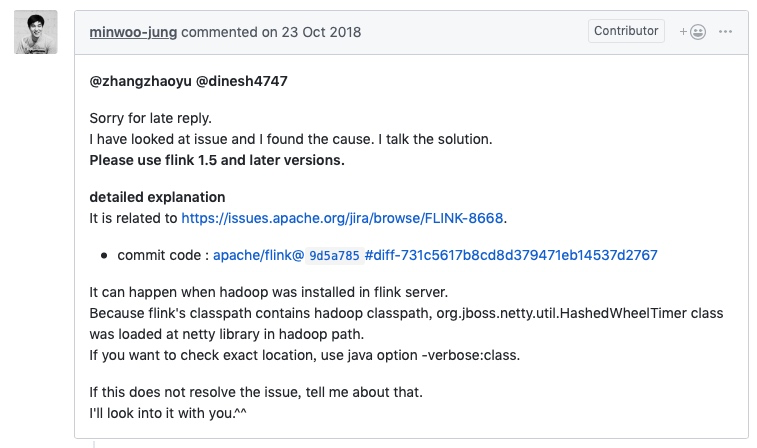 minwoo-jung commented on 23 Oct 2018
Contributor
@zhangzhaoyu @dinesh4747
Sorry for late reply.
I have looked at issue and I found the cause. I talk the solution.
Please use flink 1.5 and later versions.
detailed explanation
It is related to https://issues.apache.org/jira/browse/FLINK-8668.
• commit code : apache/flink@ 9d5a785 #diff-731c5617b8cd8d379471eb14537d2767
It can happen when hadoop was installed in flink server.
Because flink's classpath contains hadoop classpath, org.jboss.netty.util.HashedWheelTimer class
was loaded at netty library in hadoop path.
If you want to check exact location, use java option -verbose:class.
If this does not resolve the issue, tell me about that.
I'll look into it with you.^^